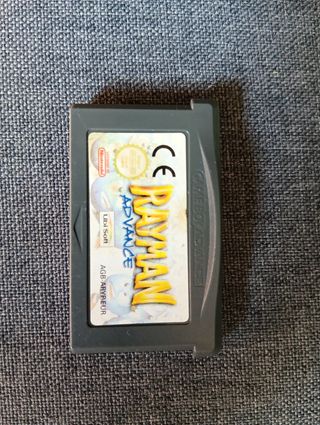 GAME BOY ADVANCE
CE
Nintendo
RAYMAN
ADVANCE
Ubi Soft
AGB-ARYP-EUR